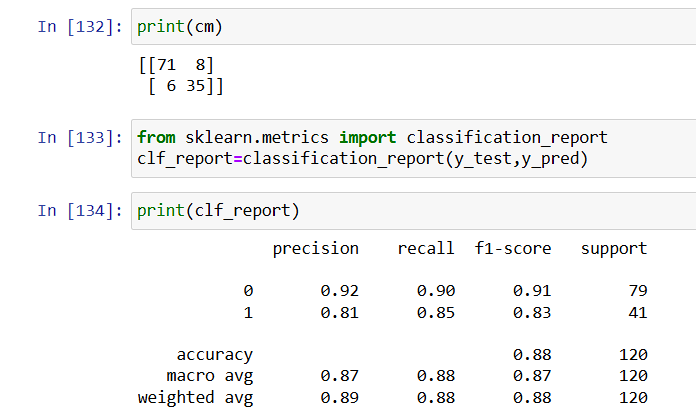 In [132]: print(cm)
[[71  8]
 [ 6 35]]
In [133]: from sklearn.metrics import classification_report
clf_report=classification_report(y_test,y_pred)
In [134]: print(clf_report)
precision    recall  f1-score   support
0       0.92      0.90      0.91        79
1       0.81      0.85      0.83        41
accuracy                           0.88       120
macro avg       0.87      0.88      0.87       120
weighted avg       0.89      0.88      0.88       120